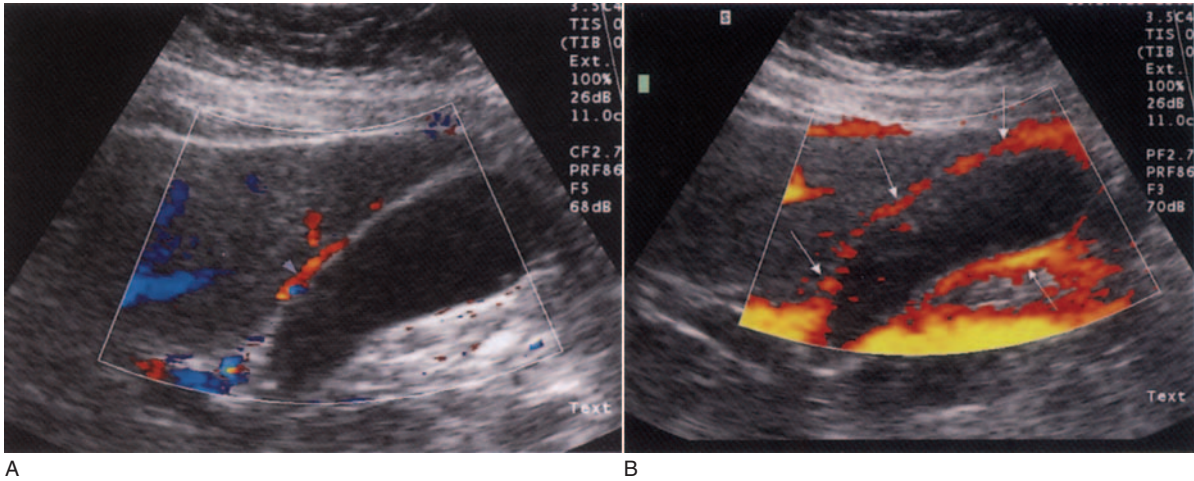 3.5C4
TIS 0
(TIB 0
Ext.
100%
26dB
11.0c
CF2.7
PRF86
F5
68dB
Text
A
S
3.5C4
TIS 0
(TIB 0
Ext.
100%
26dB
11.0c
PF2.7
PRF86
F3
70dB
Text
B